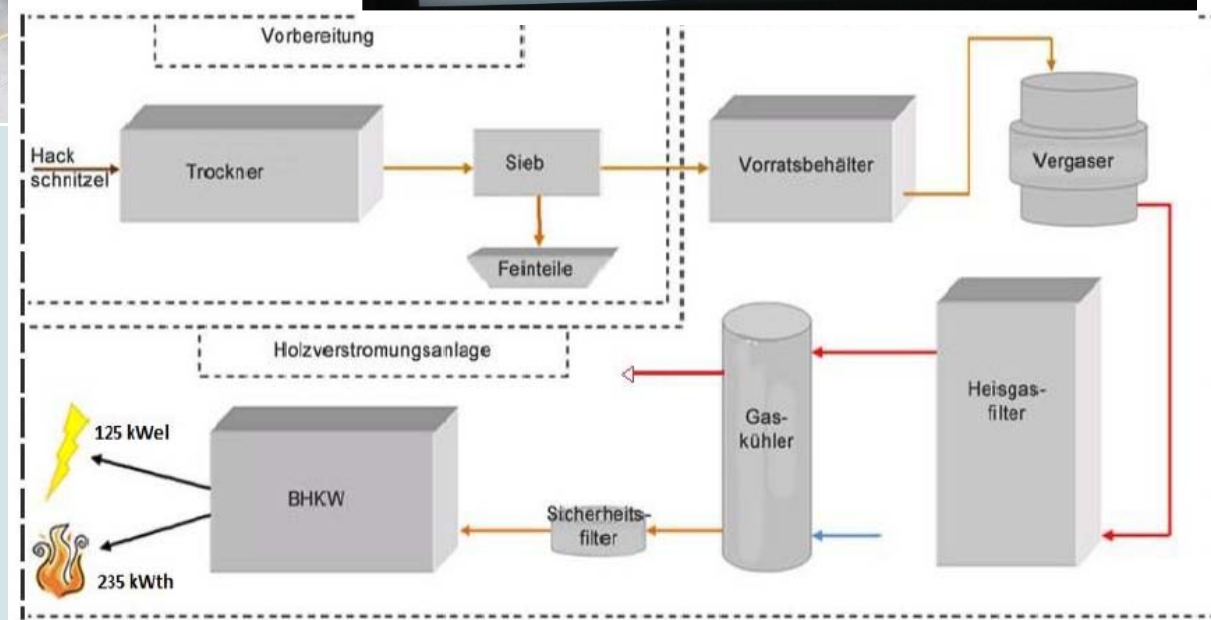 Vorbereitung
Hack
schnitzel
Trockner
Sieb
Feinteile
Vorratsbehälter
Vergaser
Holzverstromungsanlage
Heisgas-
filter
Gas-
kühler
Sicherheits-
filter
BHKW
125 kWel
235 kWth